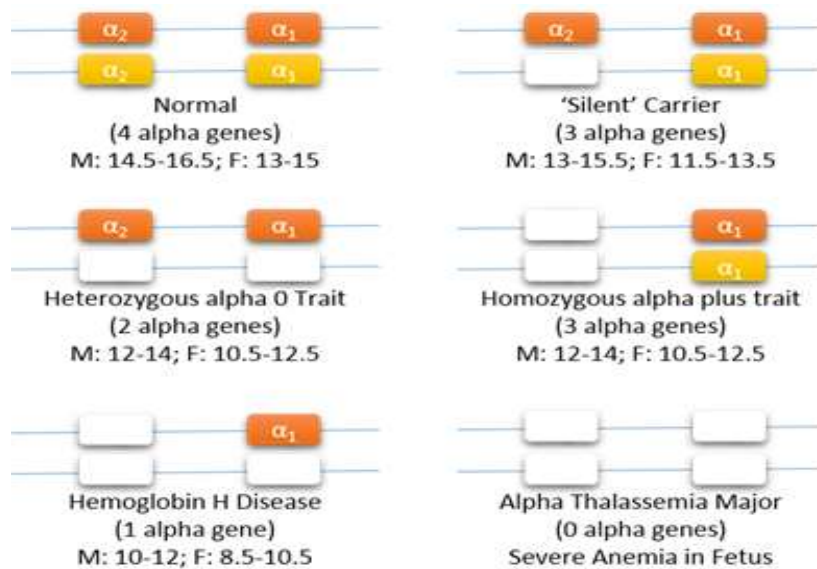 α2 α1
α2 α1
Normal
(4 alpha genes)
M: 14.5-16.5; F: 13-15
α2 α1
α1
'Silent' Carrier
(3 alpha genes)
M: 13-15.5; F: 11.5-13.5
α2 α1
Heterozygous alpha 0 Trait
(2 alpha genes)
M: 12-14; F: 10.5-12.5
α1
α1
Homozygous alpha plus trait
(3 alpha genes)
M: 12-14; F: 10.5-12.5
α1
Hemoglobin H Disease
(1 alpha gene)
M: 10-12; F: 8.5-10.5
Alpha Thalassemia Major
(0 alpha genes)
Severe Anemia in Fetus